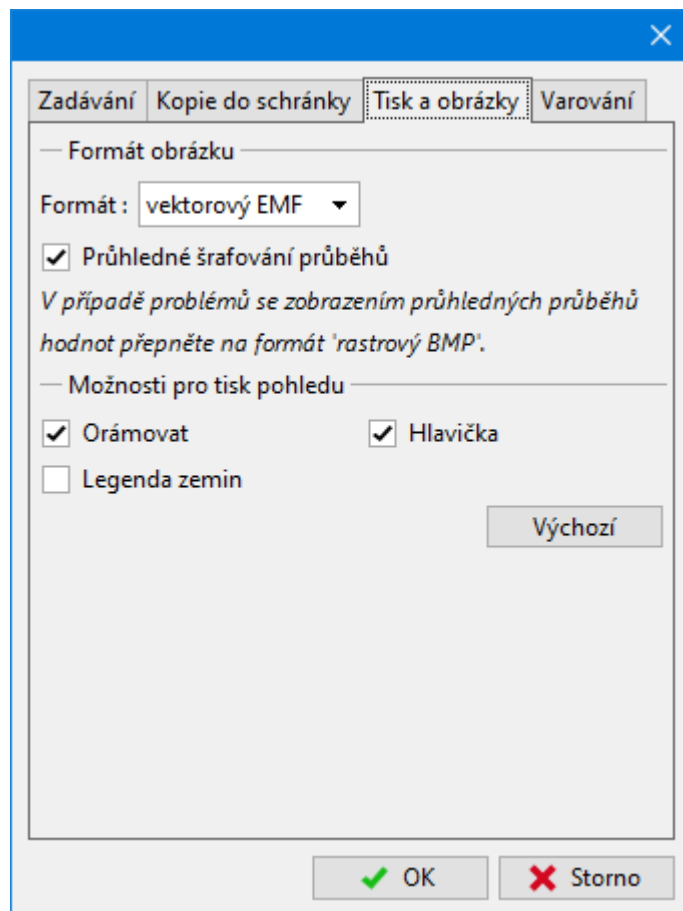 Zadávání Kopie do schránky Tisk a obrázky Varování
Formát obrázku
Formát : vektorový EMF
Průhledné šrafování průběhů
V případě problémů se zobrazením průhledných průběhů
hodnot přepněte na formát 'rastrový BMP'.
Možnosti pro tisk pohledu
Orámovat Hlavička
Legenda zemin
Výchozí
OK Storno